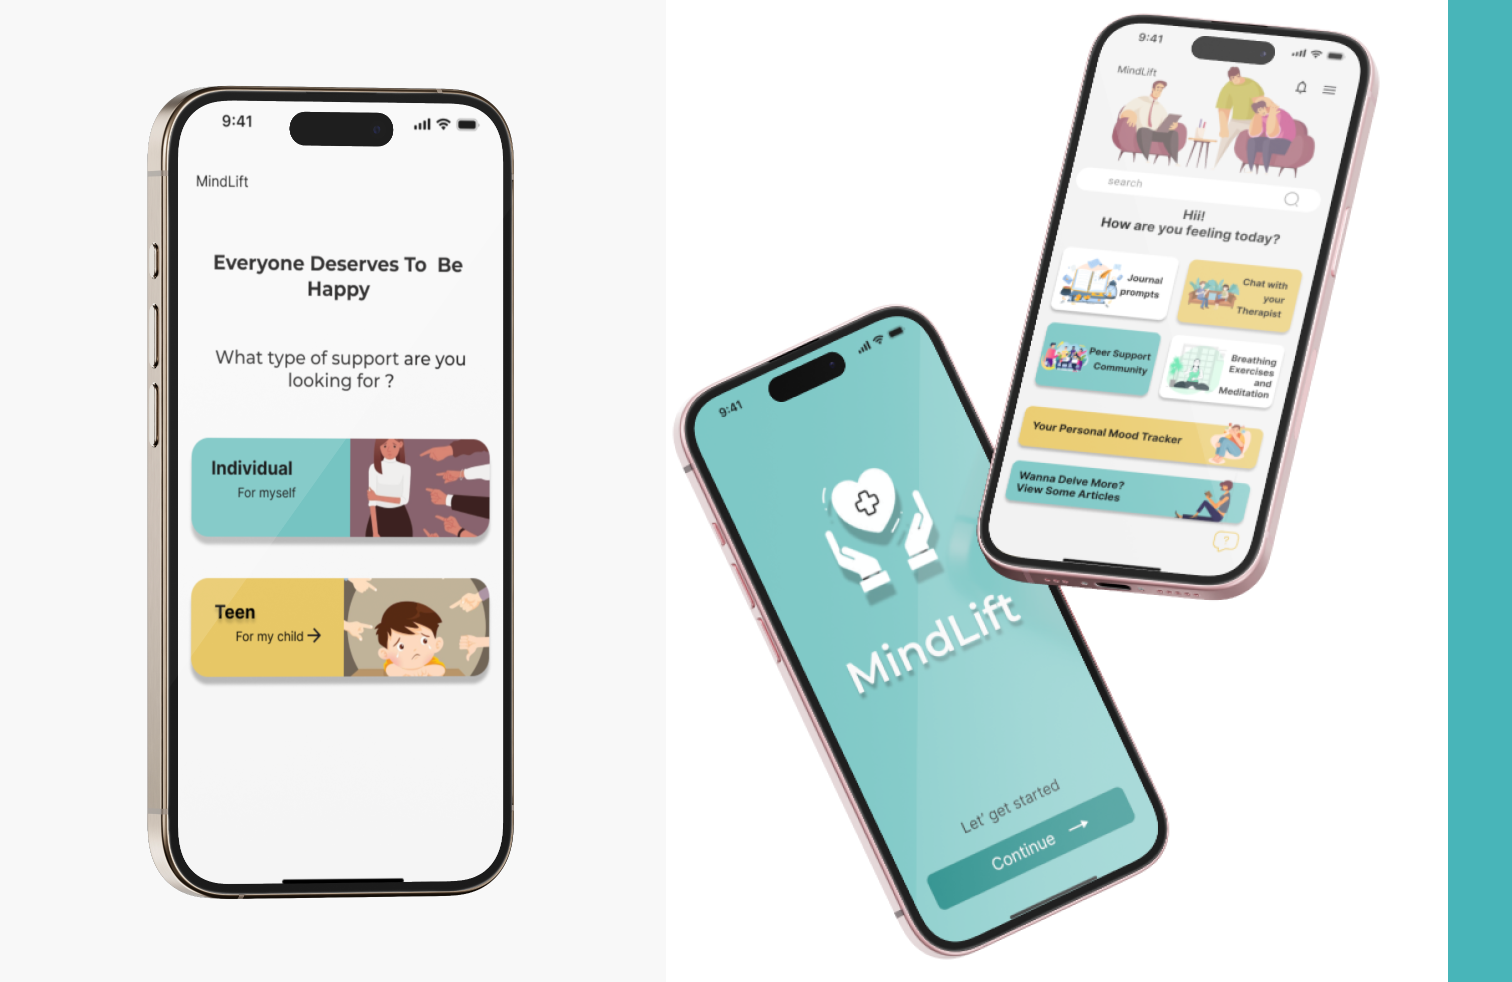 9:41
MindLift
Everyone Deserves To Be
Happy
What type of support are you
looking for ?
Individual
For myself
Teen
For my child
9:41
MindLift
Let' get started
Continue
9:41
MindLift
search
Hii!
How are you feeling today?
Journal
prompts
Chat with
your
Therapist
Peer Support
Community
Breathing
Exercises
and
Meditation
Your Personal Mood Tracker
Wanna Delve More?
View Some Articles
?